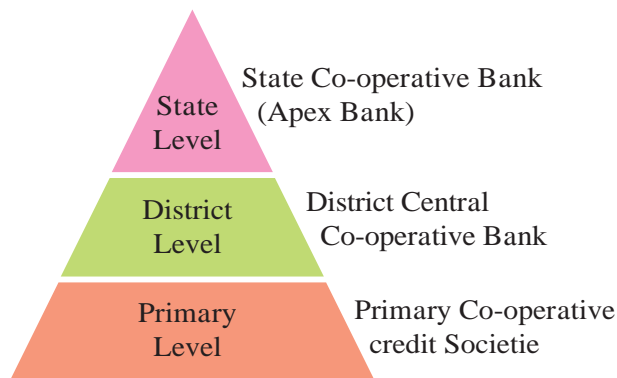 State
Level
State Co-operative Bank
(Apex Bank)
District
Level
District Central
Co-operative Bank
Primary
Level
Primary Co-operative
credit Societie